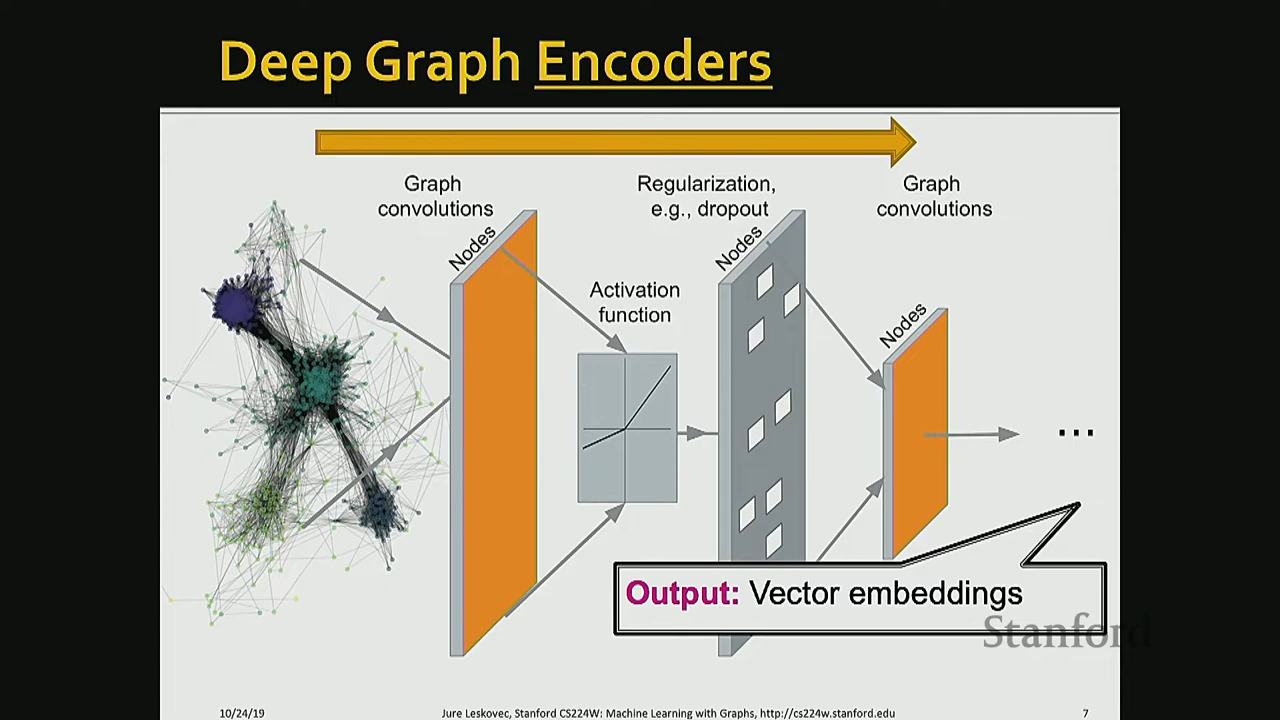 Deep Graph Encoders
Graph
convolutions
Regularization,
e.g., dropout
Graph
convolutions
Nodes
Nodes
Activation
function
Nodes
...
Output: Vector embeddings
Stanford
10/24/19
Jure Leskovec, Stanford CS224W: Machine Learning with Graphs, http://cs224w.stanford.edu
7